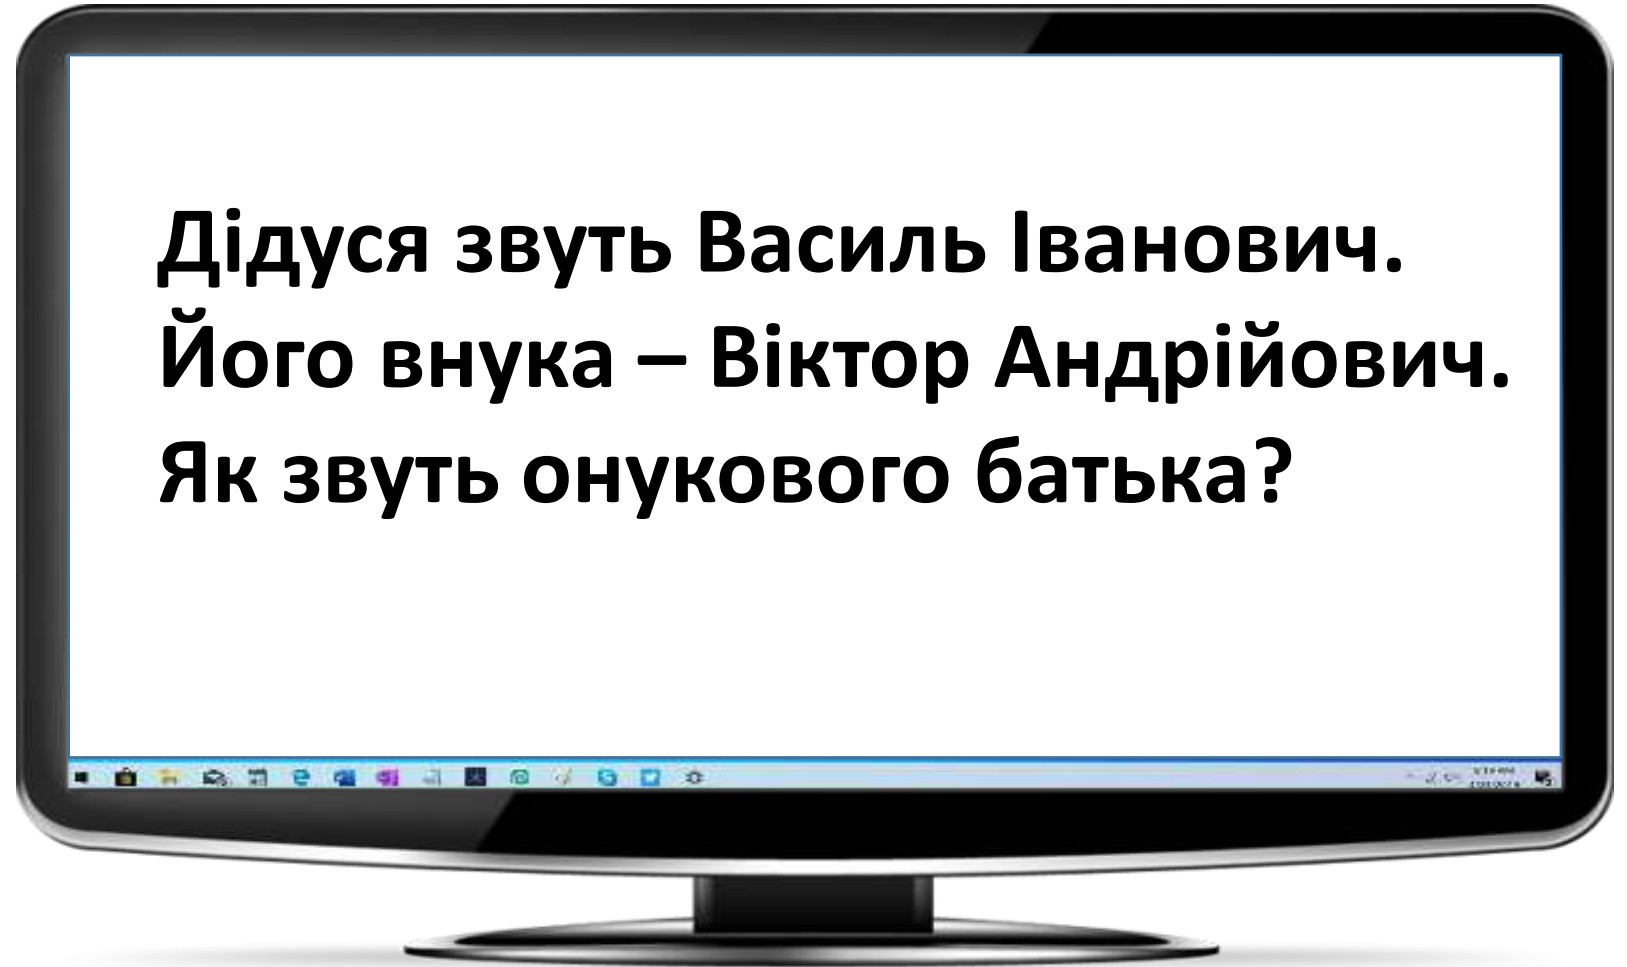 Дідуся звуть Василь Іванович.
Його внука – Віктор Андрійович.
Як звуть онукового батька?